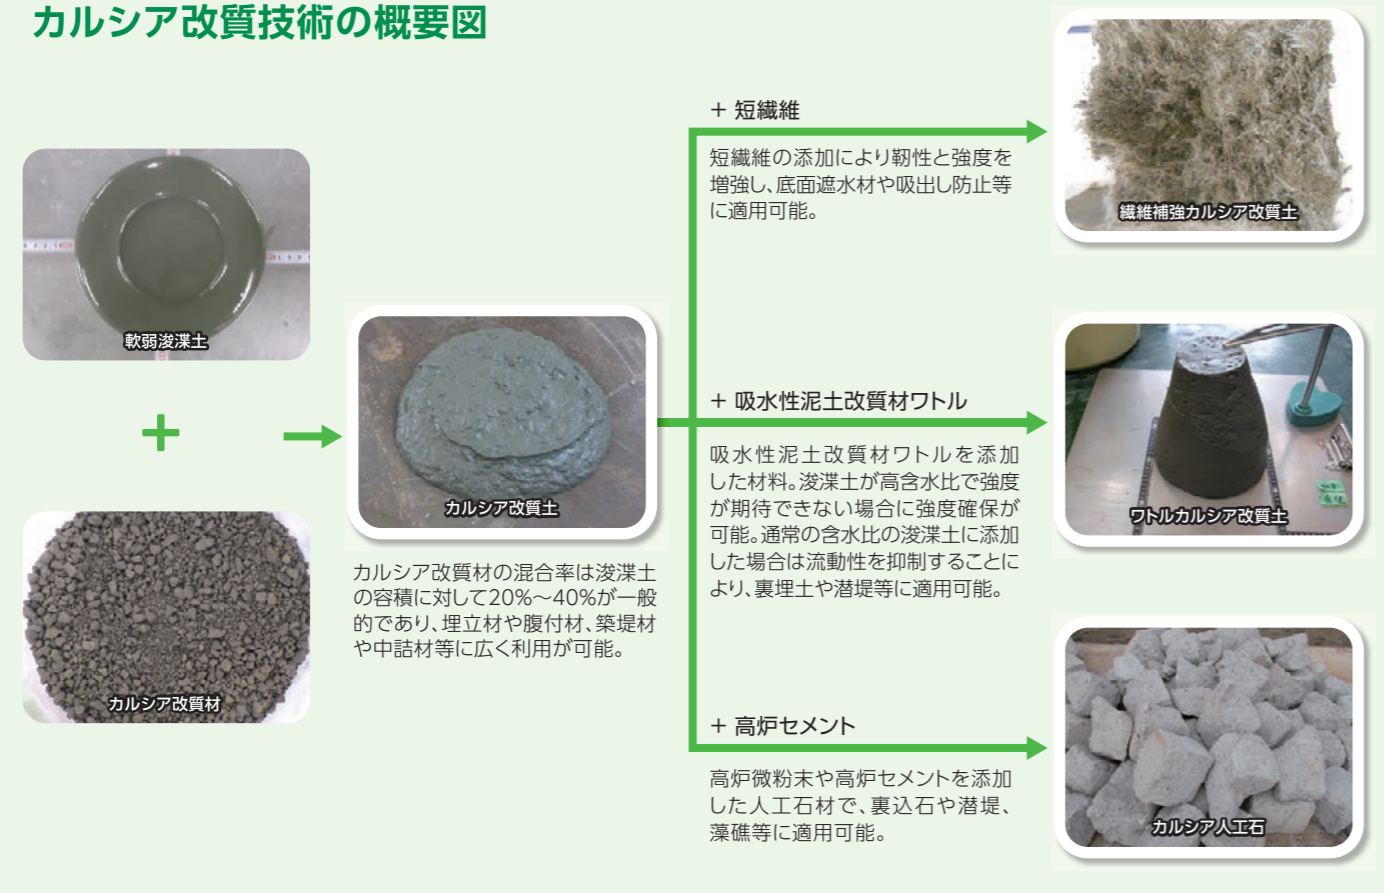 カルシア改質技術の概要図
軟弱浚渫土
+
カルシア改質材
カルシア改質土
カルシア改質材の混合率は浚渫土
の容積に対して20%～40%が一般
的であり、埋立材や腹付材、築堤材
や中詰材等に広く利用が可能。
+ 短繊維
短繊維の添加により靭性と強度を
増強し、底面遮水材や吸出し防止等
に適用可能。
繊維補強カルシア改質土
+ 吸水性泥土改質材ワトル
吸水性泥土改質材ワトルを添加
した材料。浚渫土が高含水比で強度
が期待できない場合に強度確保が
可能。通常の含水比の浚渫土に添加
した場合は流動性を抑制することに
より、裏埋土や潜堤等に適用可能。
ワトルカルシア改質土
+ 高炉セメント
高炉微粉末や高炉セメントを添加
した人工石材で、裏込石や潜堤、
藻礁等に適用可能。
カルシア人工石